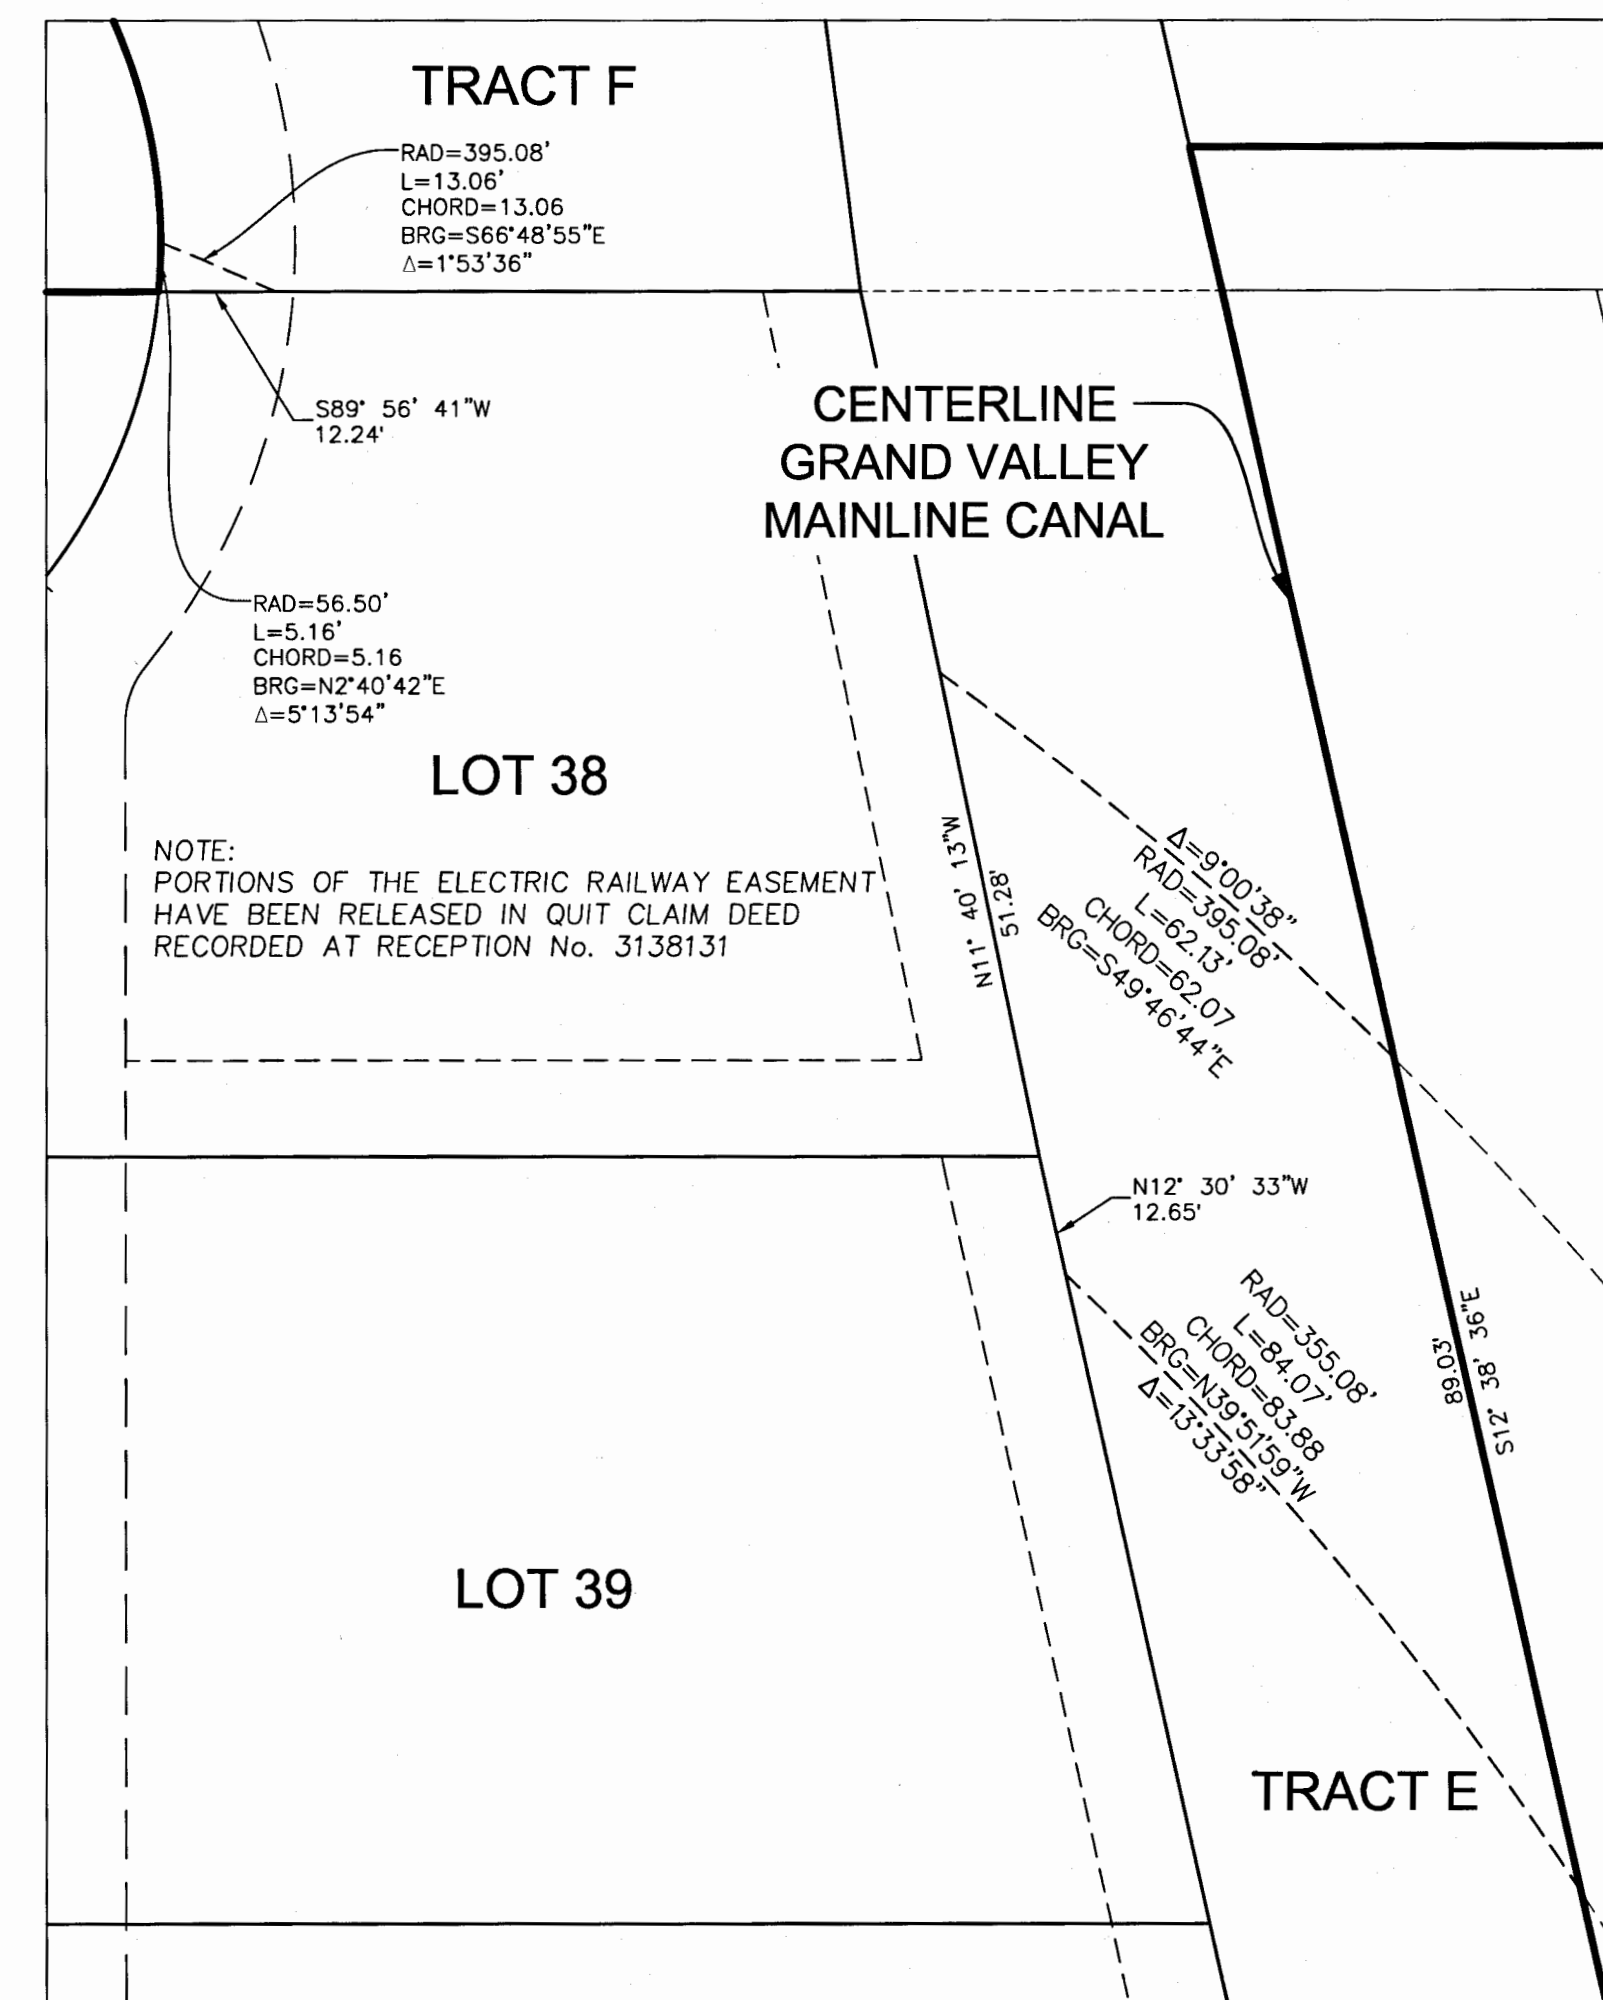 TRACT F
RAD=395.08'
L=13.06'
CHORD=13.06
BRG=S66°48'55"E
Δ=1°53'36"
S89° 56' 41"W
12.24'
CENTERLINE
GRAND VALLEY
MAINLINE CANAL
RAD=56.50'
L=5.16'
CHORD=5.16
BRG=N2°40'42"E
Δ=5°13'54"
LOT 38
NOTE:
PORTIONS OF THE ELECTRIC RAILWAY EASEMENT
HAVE BEEN RELEASED IN QUIT CLAIM DEED
RECORDED AT RECEPTION No. 3138131
N11° 40' 13"W
51.28'
Δ=9°00'38"
RAD=395.08'
L=62.13'
CHORD=62.07
BRG=S49°46'44"E
N12° 30' 33"W
12.65'
RAD=355.08'
L=84.07'
CHORD=83.88
BRG=N39°51'59"W
Δ=13°33'58"
89.03'
S12° 38' 36"E
LOT 39
TRACT E